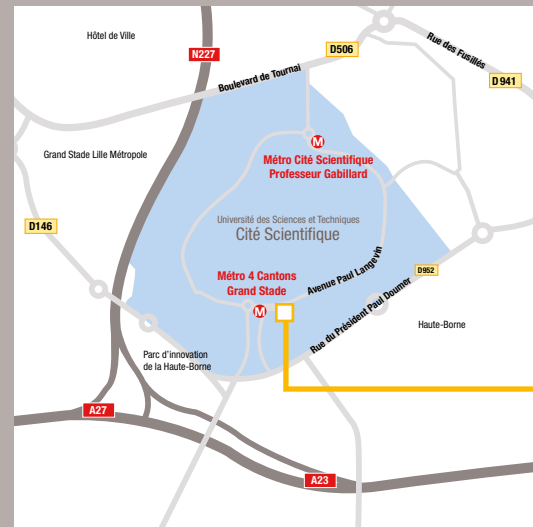 Hôtel de Ville
N227
D506
Rue des Fusillés
D941
Boulevard de Tournai
M
Métro Cité Scientifique
Professeur Gabillard
Grand Stade Lille Métropole
Université des Sciences et Techniques
Cité Scientifique
D146
Métro 4 Cantons
Grand Stade
M
Avenue Paul Langevin
D952
Rue du Président Paul Doumer
Haute-Borne
Parc d'innovation
de la Haute-Borne
A27
A23